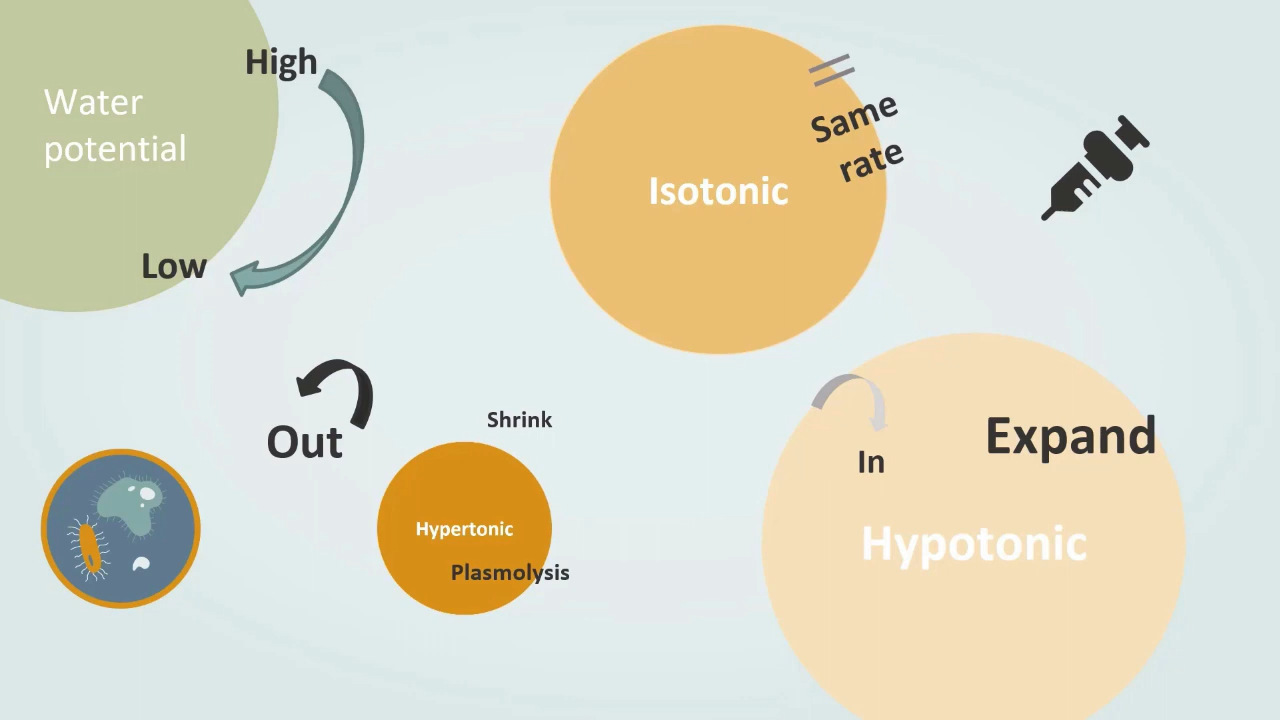 High
Water
potential
Low
Same
rate
Isotonic
Out
Shrink
Hypertonic
Plasmolysis
In
Expand
Hypotonic